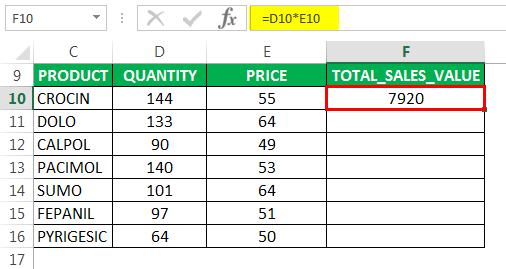 F10 =D10*E10
C D E F
9 PRODUCT QUANTITY PRICE TOTAL_SALES_VALUE
10 CROCIN 144 55 7920
11 DOLO 133 64
12 CALPOL 90 49
13 PACIMOL 140 53
14 SUMO 101 64
15 FEPANIL 97 51
16 PYRIGESIC 64 50
17